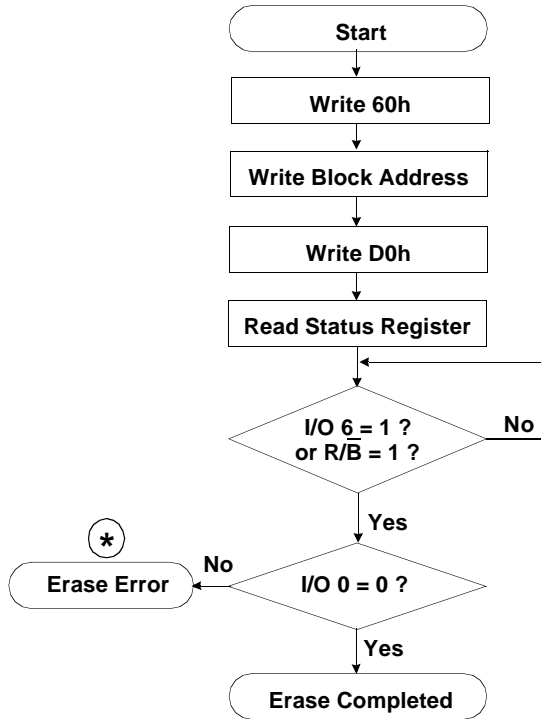 Start
Write 60h
Write Block Address
Write D0h
Read Status Register
I/O 6 = 1 ?
or R/B̅ = 1 ?
No
Yes
*
No
Erase Error
I/O 0 = 0 ?
Yes
Erase Completed